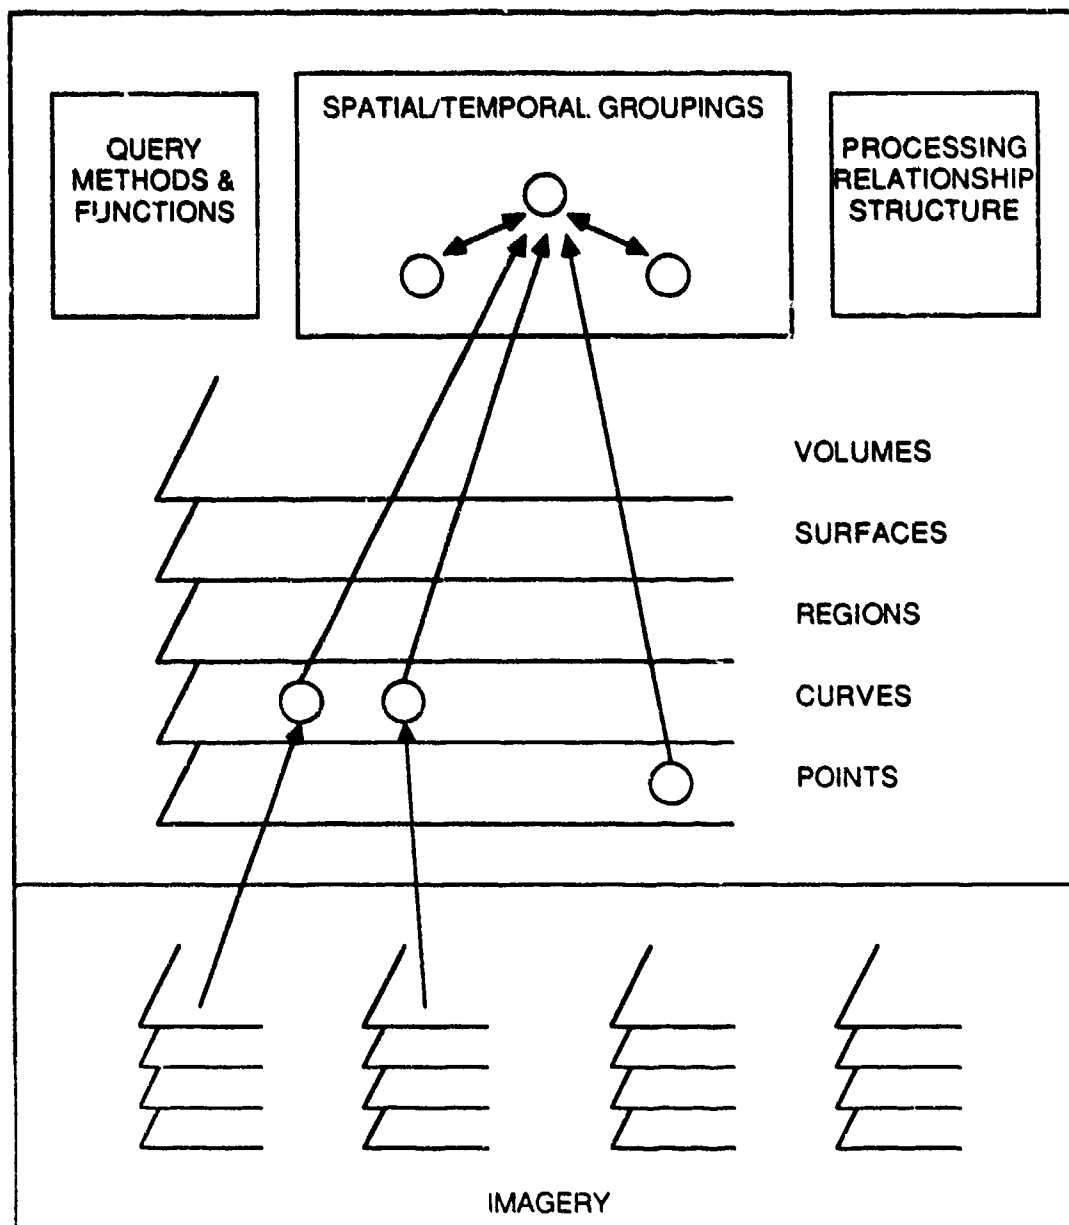 QUERY
METHODS &
FUNCTIONS
SPATIAL/TEMPORAL. GROUPINGS
PROCESSING
RELATIONSHIP
STRUCTURE
VOLUMES
SURFACES
REGIONS
CURVES
POINTS
IMAGERY